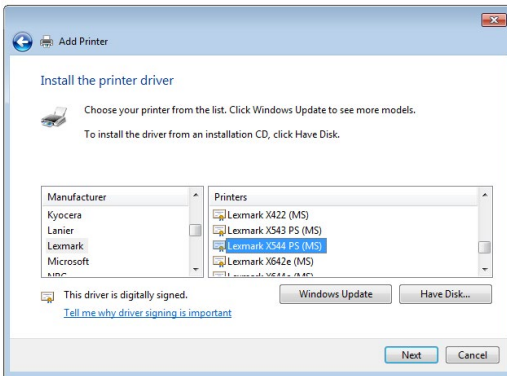 Add Printer
Install the printer driver
Choose your printer from the list. Click Windows Update to see more models.
To install the driver from an installation CD, click Have Disk.
Manufacturer
Kyocera
Lanier
Lexmark
Microsoft
Printers
Lexmark X422 (MS)
Lexmark X543 PS (MS)
Lexmark X544 PS (MS)
Lexmark X642e (MS)
This driver is digitally signed.
Tell me why driver signing is important
Windows Update
Have Disk...
Next
Cancel